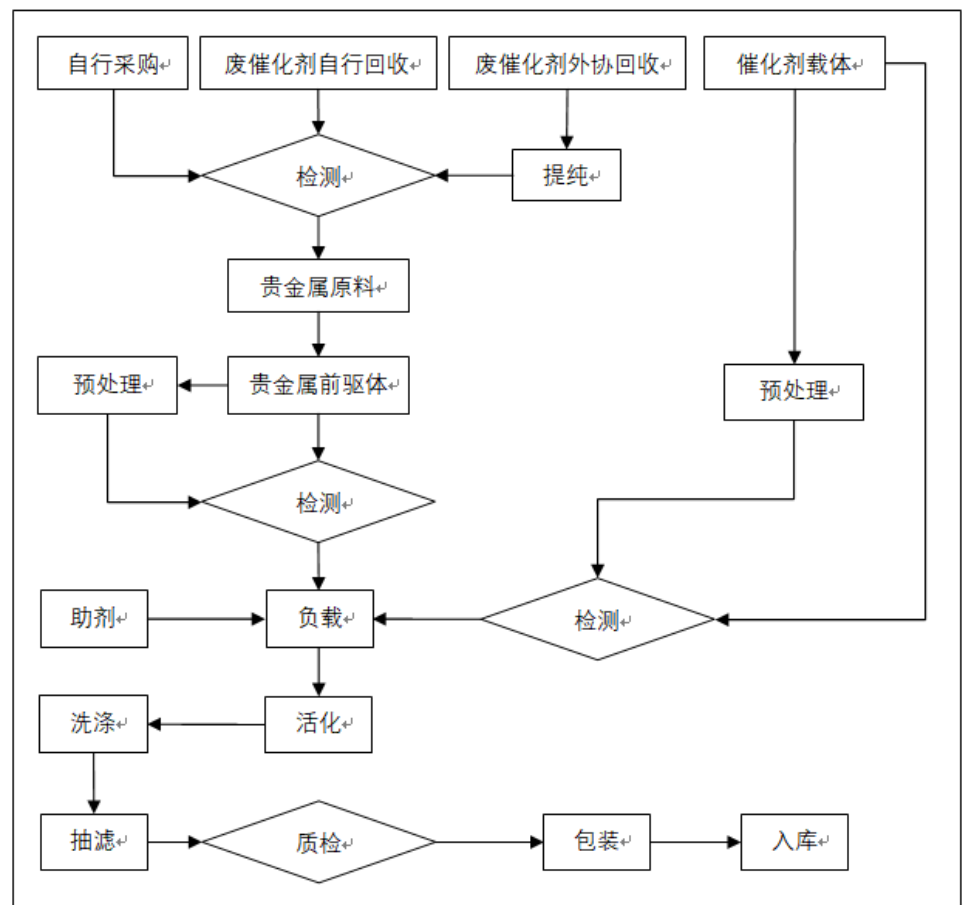 自行采购
废催化剂自行回收
废催化剂外协回收
催化剂载体
检测
提纯
贵金属原料
预处理
贵金属前驱体
预处理
检测
助剂
负载
检测
洗涤
活化
抽滤
质检
包装
入库